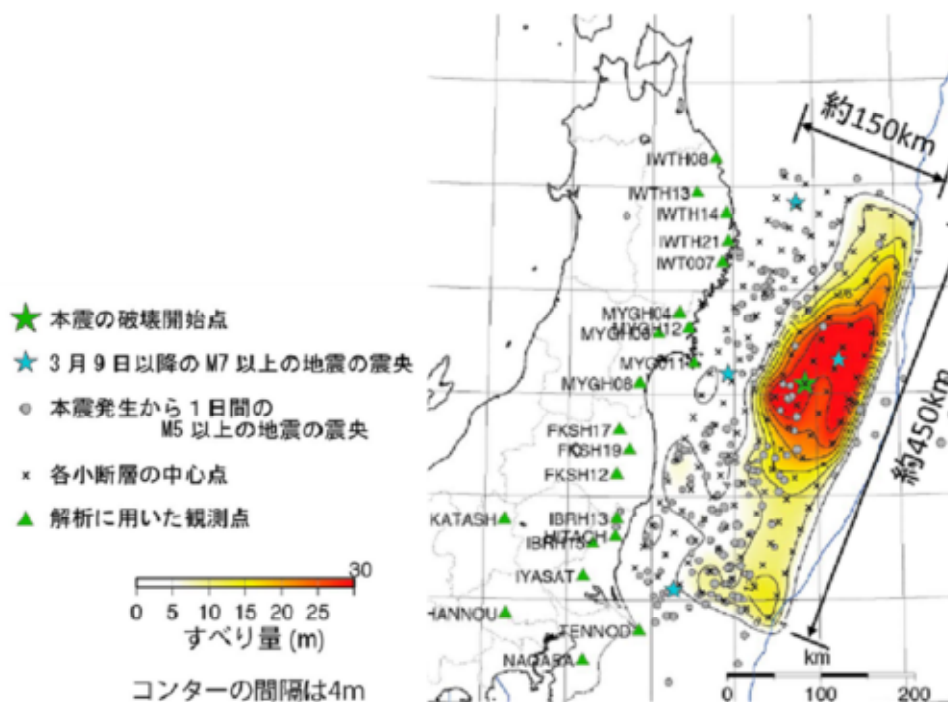 本震の破壊開始点
3月9日以降のM7以上の地震の震央
本震発生から1日間の
M5以上の地震の震央
各小断層の中心点
解析に用いた観測点
30
0 5 10 15 20 25 30
すべり量 (m)
コンターの間隔は4m
約150km
約450km
IWTH08
IWTH13
IWTH14
IWTH21
IWT007
MYGH04
MYGH12
MYG011
MYGH08
FKSH17
FKSH19
FKSH12
KATASH
IBRH13
HITACH
IYASAT
HANNOU
TENNOD
km
0 100 200